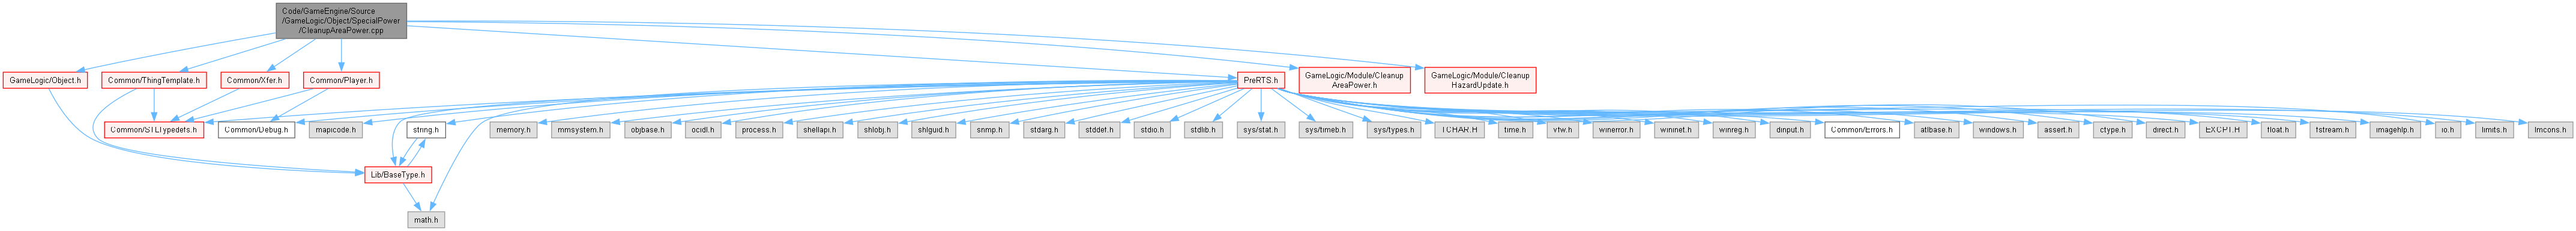 Code/GameEngine/Source
/GameLogic/Object/SpecialPower
/CleanupAreaPower.cpp
GameLogic/Object.h
Common/ThingTemplate.h
Common/Xfer.h
Common/Player.h
PreRTS.h
GameLogic/Module/Cleanup
AreaPower.h
GameLogic/Module/Cleanup
HazardUpdate.h
Common/STLTypedefs.h
Common/Debug.h
mapicode.h
string.h
memory.h
mmsystem.h
objbase.h
ocidl.h
process.h
shellapi.h
shlobj.h
shlguid.h
snmp.h
stdarg.h
stddef.h
stdio.h
stdlib.h
sys/stat.h
sys/timeb.h
sys/types.h
TCHAR.H
time.h
vfw.h
winerror.h
wininet.h
winreg.h
dinput.h
Common/Errors.h
atlbase.h
windows.h
assert.h
ctype.h
direct.h
EXCPT.H
float.h
fstream.h
imagehlp.h
io.h
limits.h
lmcons.h
Lib/BaseType.h
math.h